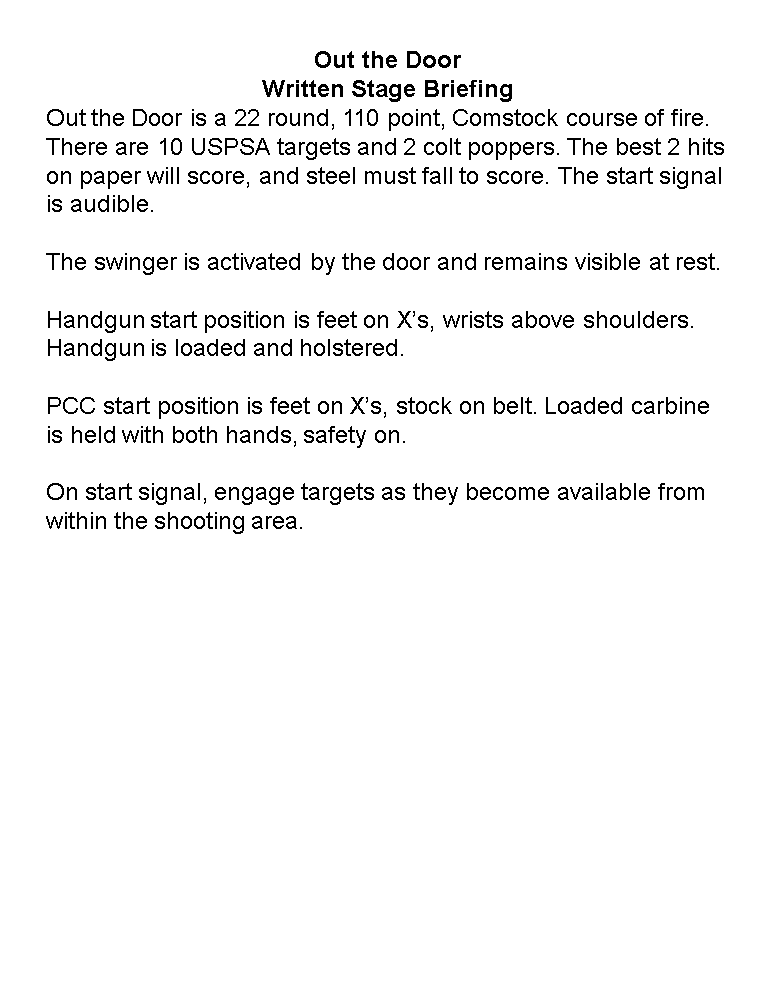 Out the Door
Written Stage Briefing
Out the Door is a 22 round, 110 point, Comstock course of fire.
There are 10 USPSA targets and 2 colt poppers. The best 2 hits
on paper will score, and steel must fall to score. The start signal
is audible.
The swinger is activated by the door and remains visible at rest.
Handgun start position is feet on X’s, wrists above shoulders.
Handgun is loaded and holstered.
PCC start position is feet on X’s, stock on belt. Loaded carbine
is held with both hands, safety on.
On start signal, engage targets as they become available from
within the shooting area.